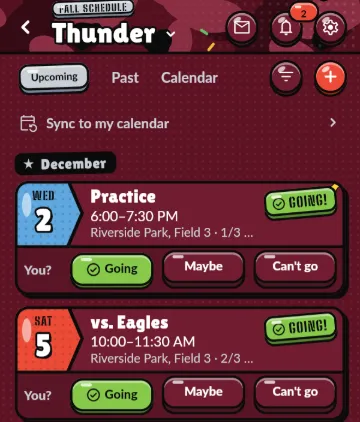 FALL SCHEDULE
Thunder
2
Upcoming
Past
Calendar
Sync to my calendar
December
WED
2
Practice
6:00–7:30 PM
Riverside Park, Field 3 · 1/3 ...
GOING!
You?
Going
Maybe
Can't go
SAT
5
vs. Eagles
10:00–11:30 AM
Riverside Park, Field 3 · 2/3 ...
GOING!
You?
Going
Maybe
Can't go